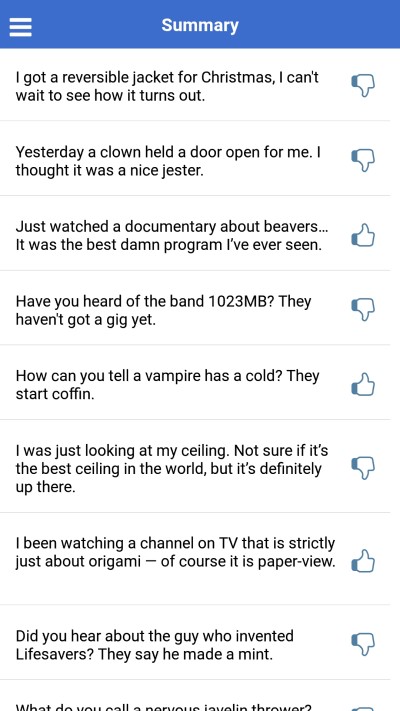 Summary
I got a reversible jacket for Christmas, I can't
wait to see how it turns out.
Yesterday a clown held a door open for me. I
thought it was a nice jester.
Just watched a documentary about beavers…
It was the best damn program I’ve ever seen.
Have you heard of the band 1023MB? They
haven't got a gig yet.
How can you tell a vampire has a cold? They
start coffin.
I was just looking at my ceiling. Not sure if it’s
the best ceiling in the world, but it’s definitely
up there.
I been watching a channel on TV that is strictly
just about origami — of course it is paper-view.
Did you hear about the guy who invented
Lifesavers? They say he made a mint.
What do you call a nervous javelin thrower?